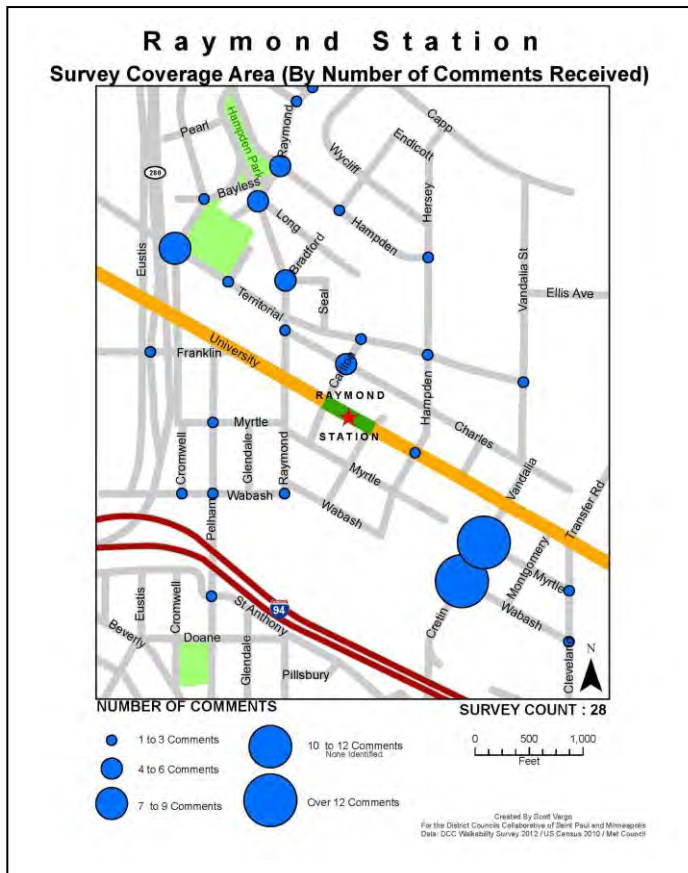 Raymond Station
Survey Coverage Area (By Number of Comments Received)
Pearl
Hampden Park
Raymond
Capp
Endicott
Wycliff
280
Bayless
Hersey
Long
Hampden
Eustis
Bradford
Vandalia St
Territorial
Seal
Ellis Ave
University
Franklin
Carlton
RAYMOND
STATION
Hampden
Charles
Myrtle
Cromwell
Glendale
Raymond
Myrtle
Vandalia
Wabash
Wabash
Transfer Rd
Pelham
Montgomery
Myrtle
94
Eustis
Cromwell
St Anthony
Cretin
Wabash
Beverly
Doane
Glendale
Pillsbury
Cleveland
N
NUMBER OF COMMENTS
SURVEY COUNT : 28
1 to 3 Comments
4 to 6 Comments
7 to 9 Comments
10 to 12 Comments
None Identified
Over 12 Comments
0 500 1,000
Feet
Created By Scott Vargo
For the District Councils Collaborative of Saint Paul and Minneapolis
Data: DCC Walkability Survey 2012 / US Census 2010 / Met Council